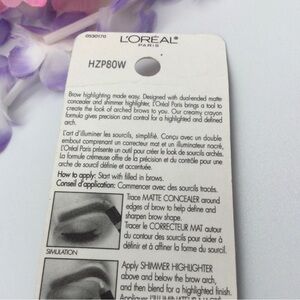 0530170
L'ORÉAL
PARIS
HZP80W
Brow highlighting made easy. Designed with dual-ended matte
concealer and shimmer highlighter, L'Oréal Paris brings a tool to
create the look of arched brows to you. Our creamy crayon
formula gives precision and control for a highlighted and defined
arch.
L'art d'illuminer les sourcils, simplifié. Conçu avec un double
embout comprenant un correcteur mat et un illuminateur nacré,
L'Oréal Paris présente un outil pour créer le look de sourcils archés.
La formule crémeuse offre de la précision et du contrôle pour une
arche de sourcil définie et accentuée.
How to apply: Start with filled in brows.
Conseil d'application: Commencer avec des sourcils tracés.
Trace MATTE CONCEALER around
edges of brow to help define and
sharpen brow shape.
Tracer le CORRECTEUR MAT autour
du contour des sourcils pour aider à
définir et à affiner la forme du sourcil.
SIMULATION
Apply SHIMMER HIGHLIGHTER
above and below the brow arch,
and then blend for a highlighted finish.
Appliquer L'ILLUMINATEUR NACRÉ